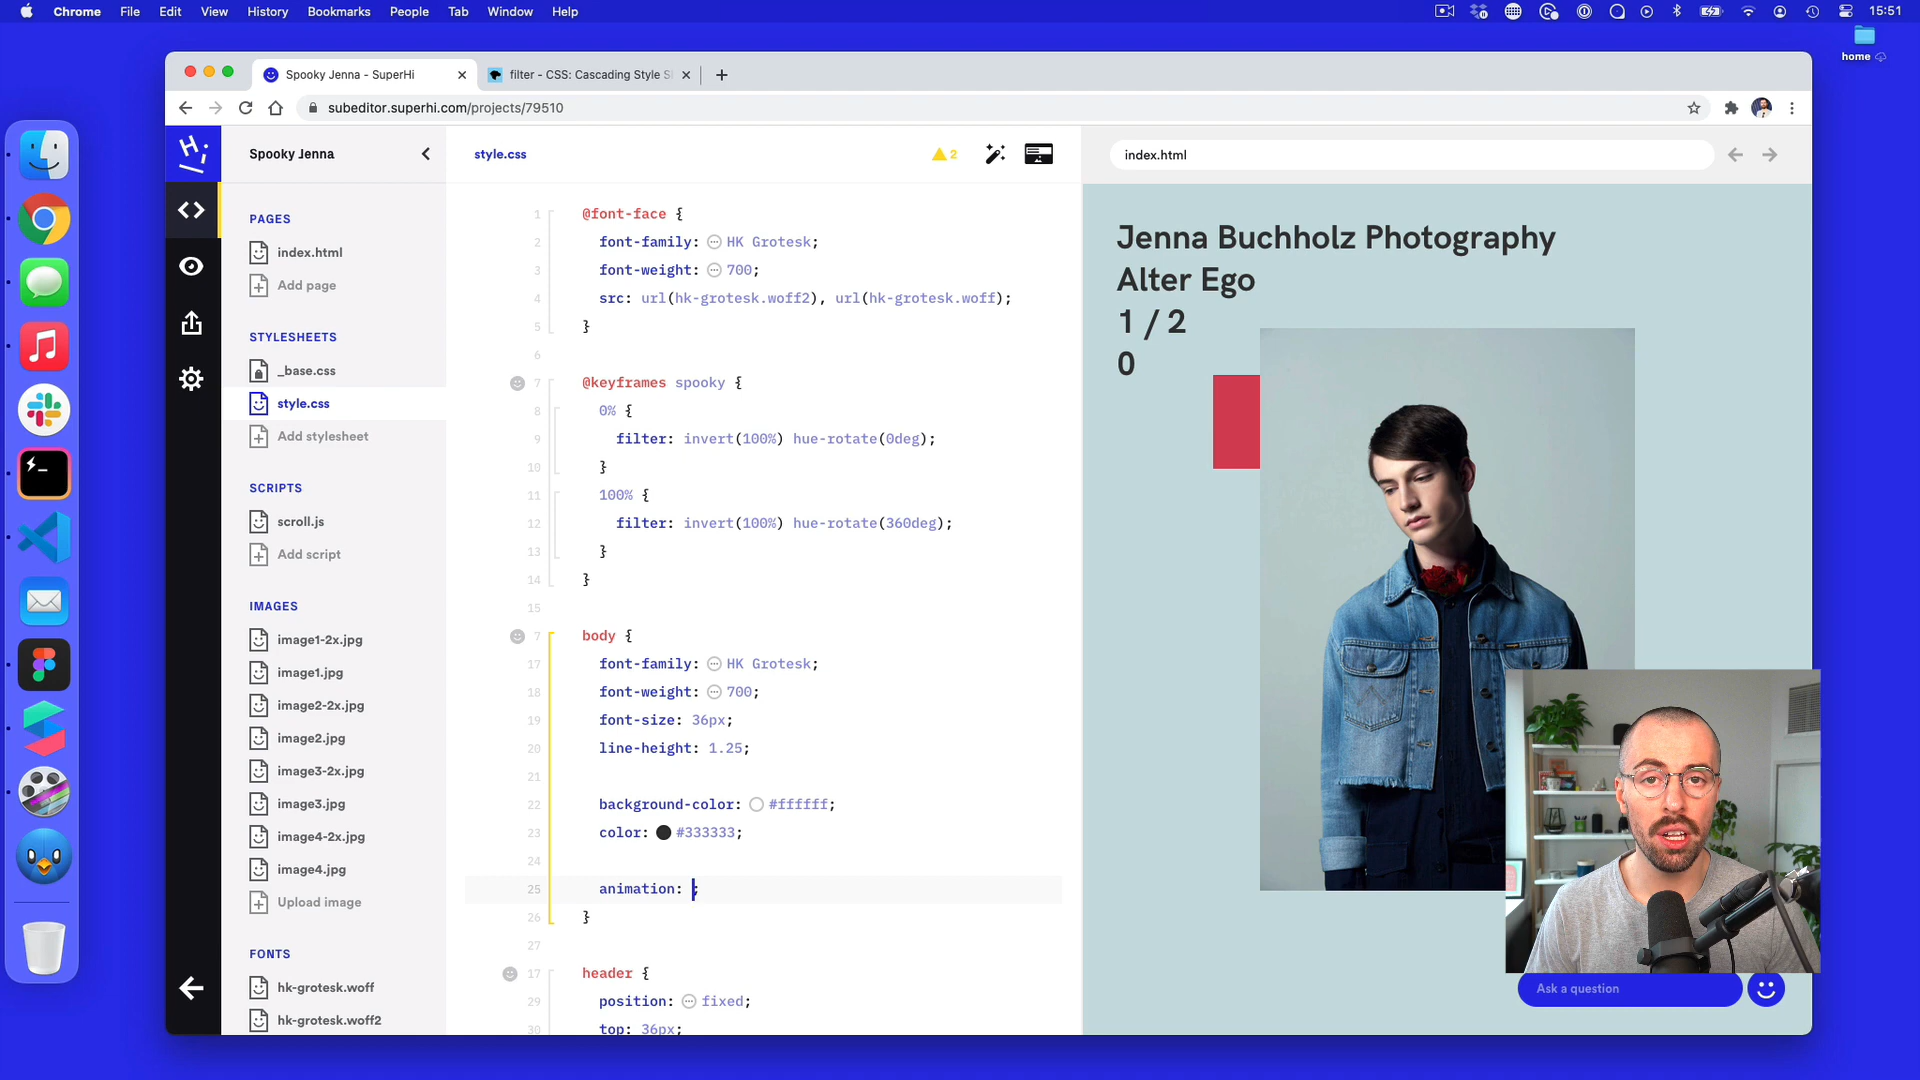 Chrome File Edit View History Bookmarks People Tab Window Help 15:51
home
Spooky Jenna - SuperHi
filter - CSS: Cascading Style S
subeditor.superhi.com/projects/79510
Hi
Spooky Jenna
PAGES
index.html
Add page
STYLESHEETS
_base.css
style.css
Add stylesheet
SCRIPTS
scroll.js
Add script
IMAGES
image1-2x.jpg
image1.jpg
image2-2x.jpg
image2.jpg
image3-2x.jpg
image3.jpg
image4-2x.jpg
image4.jpg
Upload image
FONTS
hk-grotesk.woff
hk-grotesk.woff2
style.css
2
1 @font-face {
2 font-family: HK Grotesk;
3 font-weight: 700;
4 src: url(hk-grotesk.woff2), url(hk-grotesk.woff);
5 }
6
7 @keyframes spooky {
8 0% {
9 filter: invert(100%) hue-rotate(0deg);
10 }
11 100% {
12 filter: invert(100%) hue-rotate(360deg);
13 }
14 }
15
7 body {
17 font-family: HK Grotesk;
18 font-weight: 700;
19 font-size: 36px;
20 line-height: 1.25;
21
22 background-color: #ffffff;
23 color: #333333;
24
25 animation: ;
26 }
27
17 header {
29 position: fixed;
30 top: 36px;
index.html
Jenna Buchholz Photography
Alter Ego
1 / 2
0
Ask a question